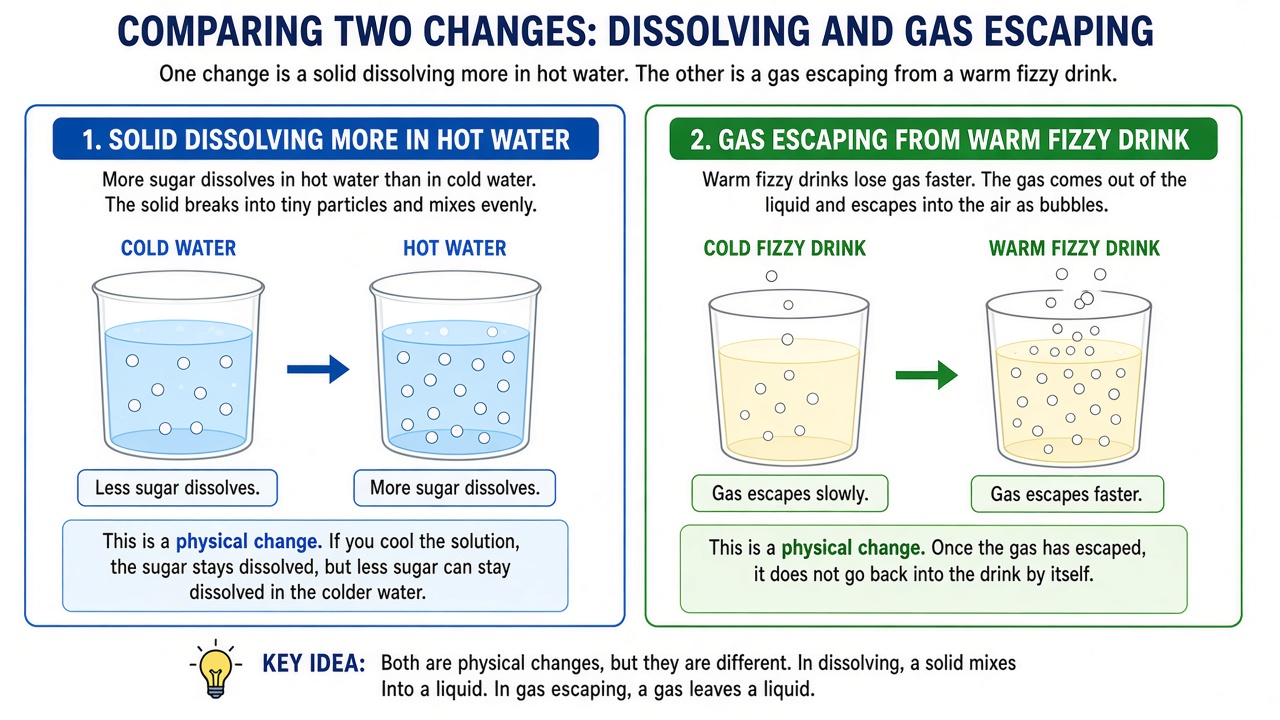 COMPARING TWO CHANGES: DISSOLVING AND GAS ESCAPING
One change is a solid dissolving more in hot water. The other is a gas escaping from a warm fizzy drink.
1. SOLID DISSOLVING MORE IN HOT WATER
More sugar dissolves in hot water than in cold water.
The solid breaks into tiny particles and mixes evenly.
COLD WATER
HOT WATER
Less sugar dissolves.
More sugar dissolves.
This is a physical change. If you cool the solution,
the sugar stays dissolved, but less sugar can stay
dissolved in the colder water.
2. GAS ESCAPING FROM WARM FIZZY DRINK
Warm fizzy drinks lose gas faster. The gas comes out of the
liquid and escapes into the air as bubbles.
COLD FIZZY DRINK
WARM FIZZY DRINK
Gas escapes slowly.
Gas escapes faster.
This is a physical change. Once the gas has escaped,
it does not go back into the drink by itself.
KEY IDEA: Both are physical changes, but they are different. In dissolving, a solid mixes
Into a liquid. In gas escaping, a gas leaves a liquid.